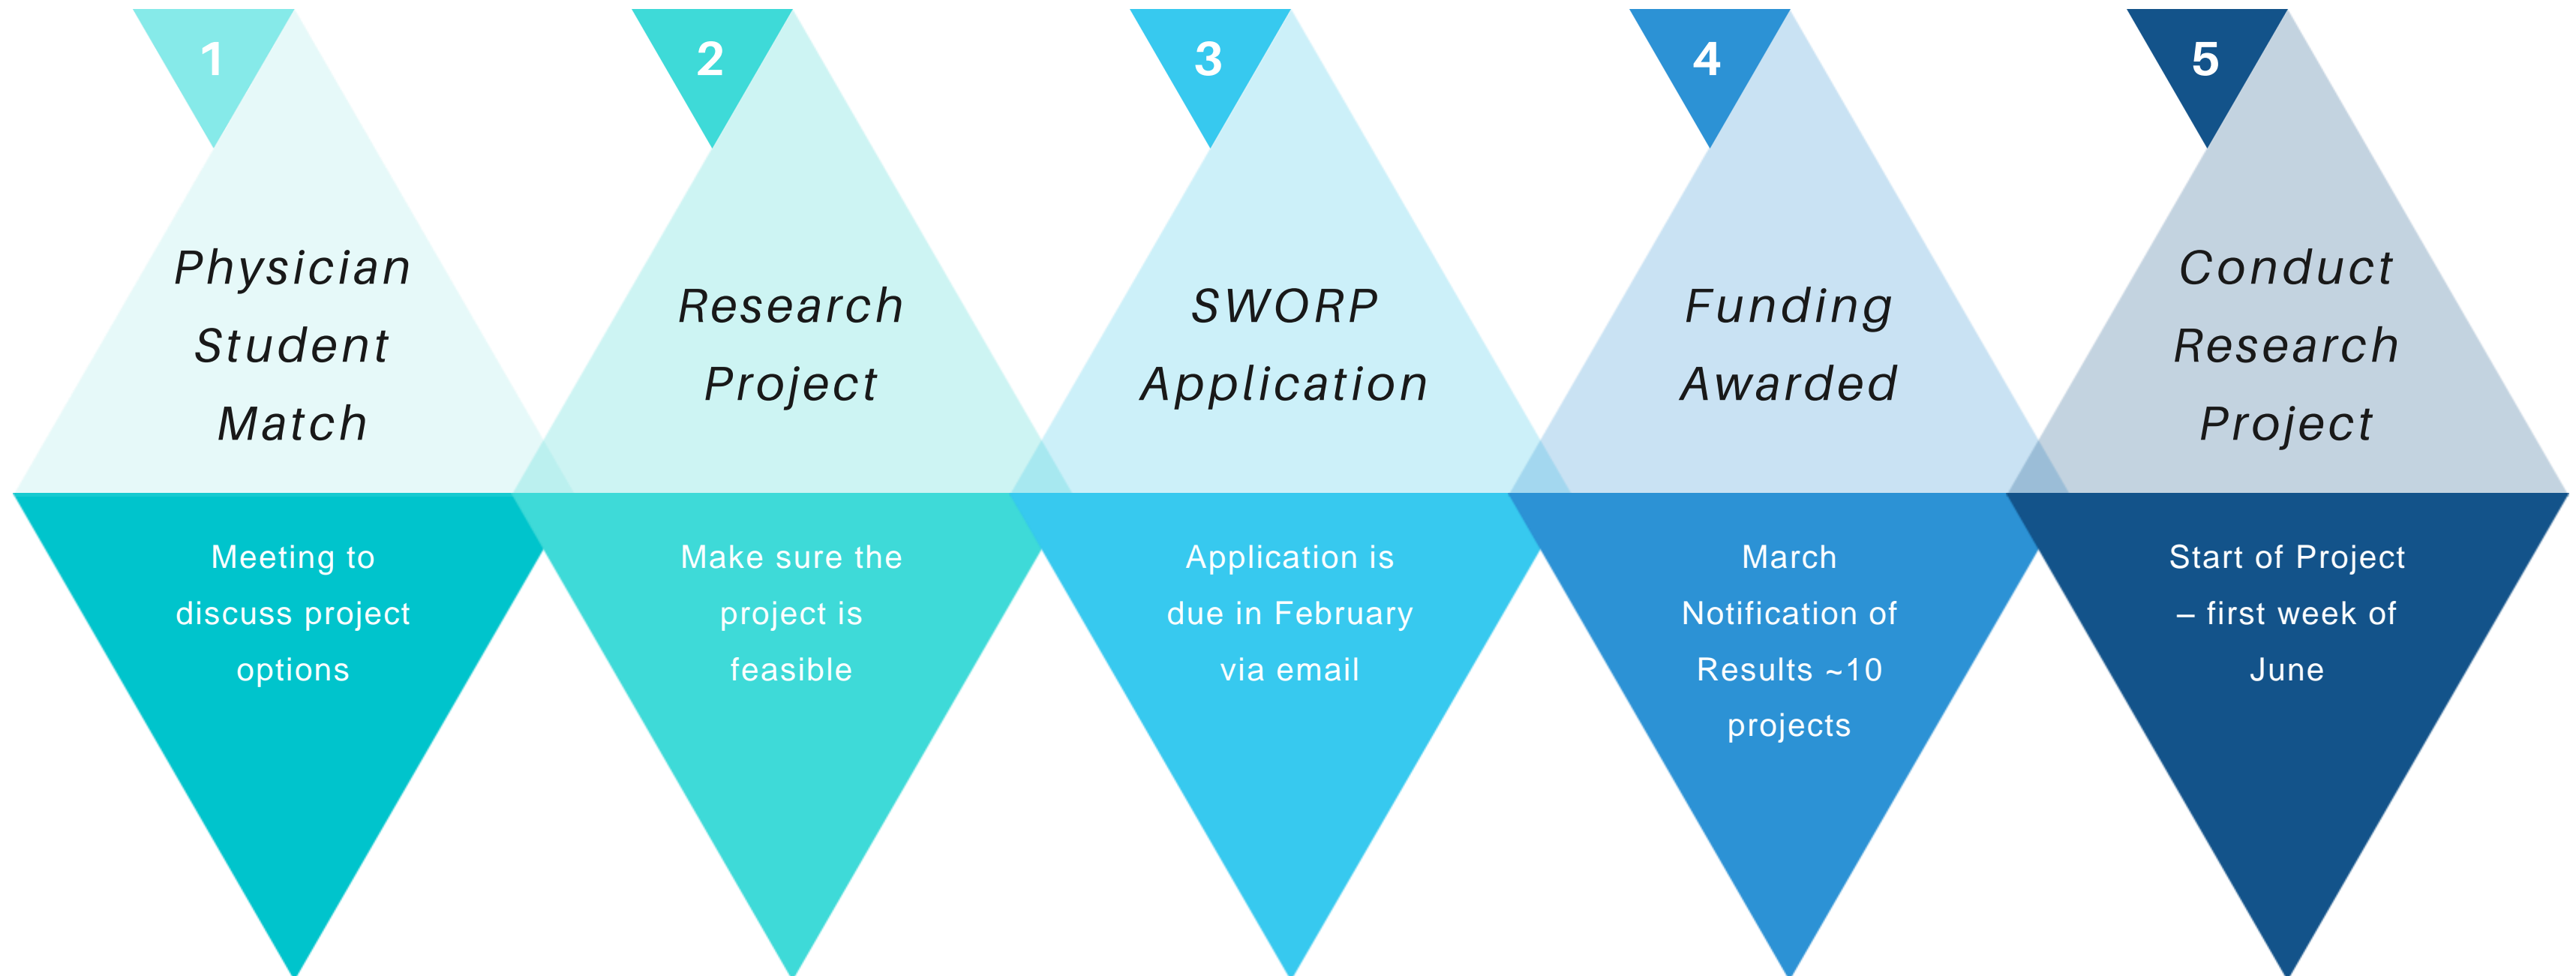 1
Physician
Student
Match
Meeting to
discuss project
options
2
Research
Project
Make sure the
project is
feasible
3
SWORP
Application
Application is
due in February
via email
4
Funding
Awarded
March
Notification of
Results ~10
projects
5
Conduct
Research
Project
Start of Project
– first week of
June